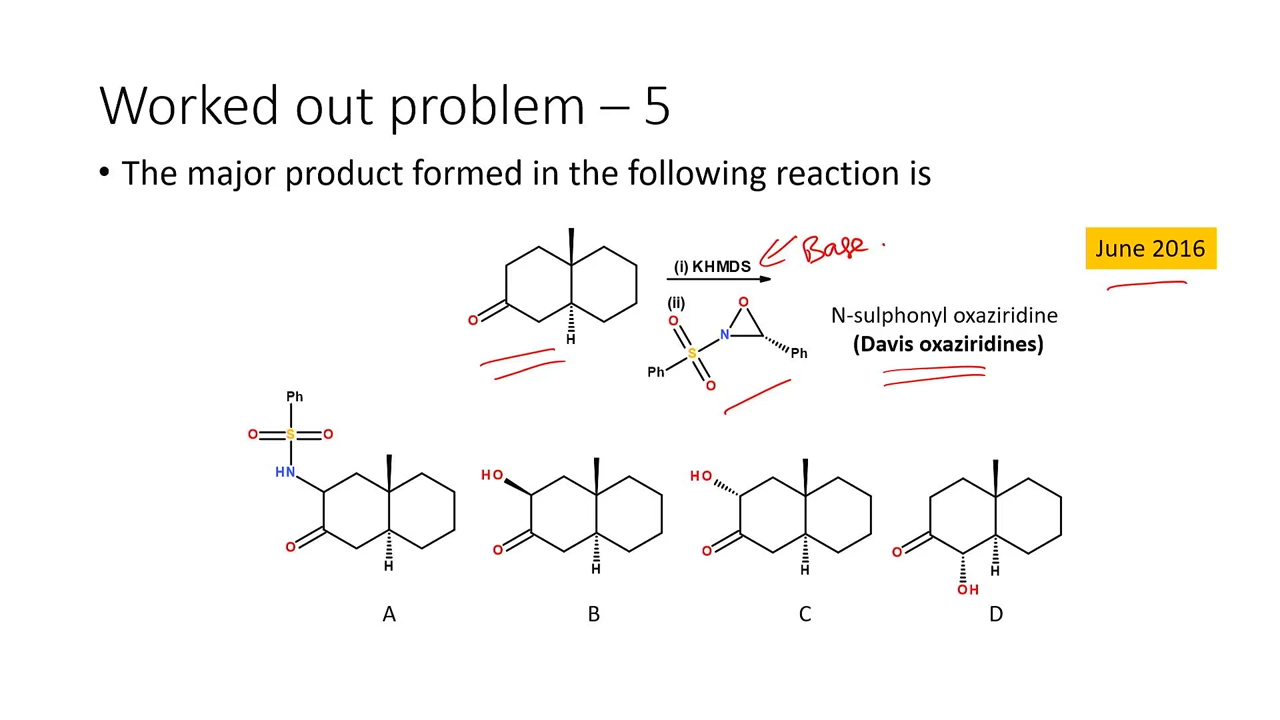 Worked out problem – 5
• The major product formed in the following reaction is
June 2016
(i) KHMDS
Base.
(ii)
O
O
O
N
S
Ph
Ph
O
H
N-sulphonyl oxaziridine
(Davis oxaziridines)
Ph
O S O
HN
O
H
HO
O
H
HO
O
H
O
H
OH
A B C D